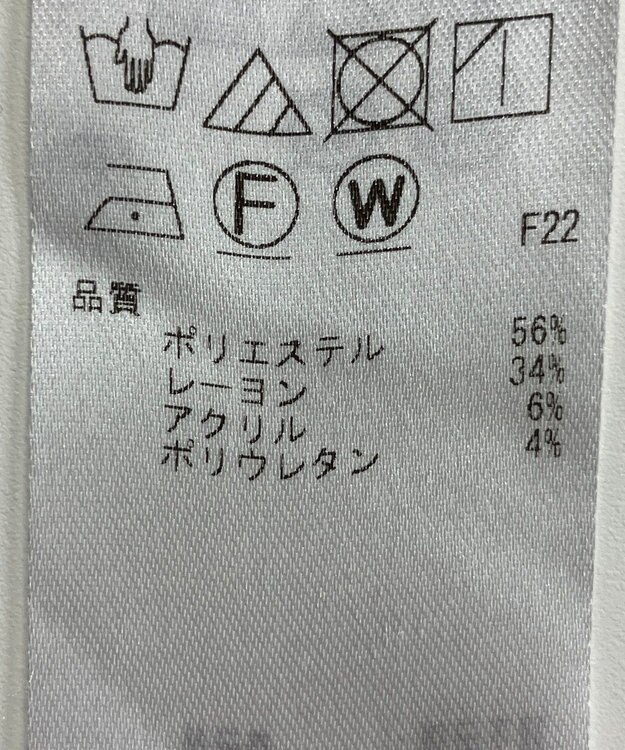 F W
F22
品質
ポリエステル 56%
レーヨン 34%
アクリル 6%
ポリウレタン 4%